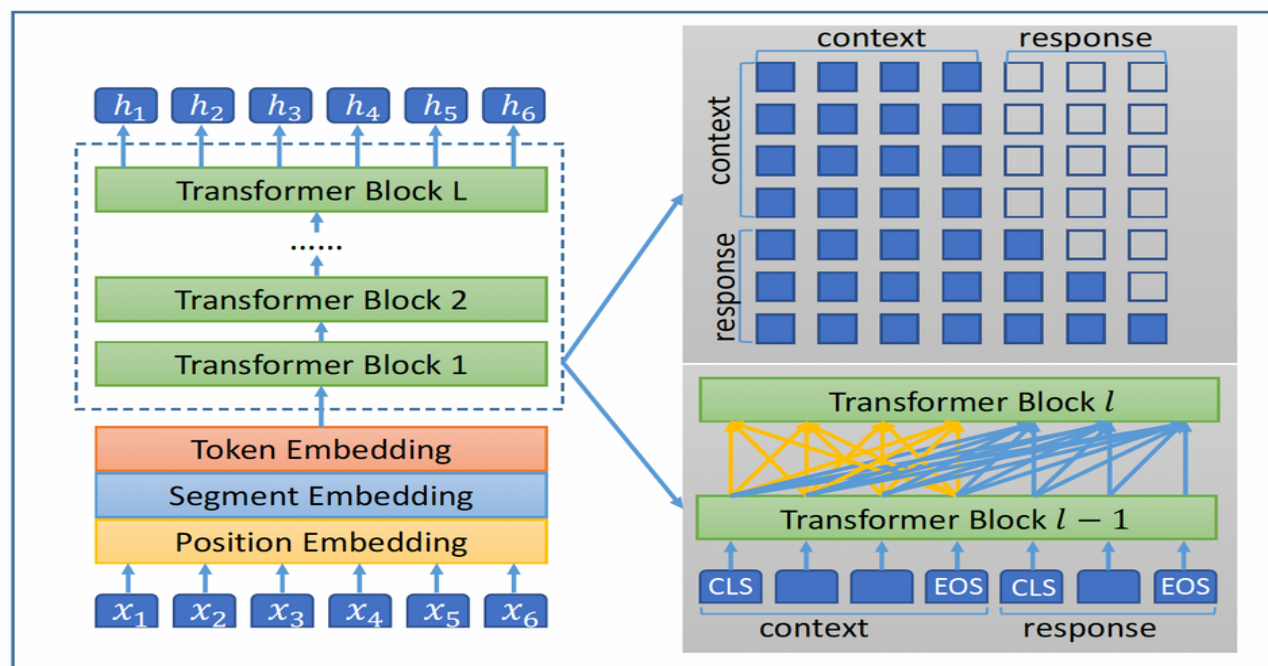 h₁ h₂ h₃ h₄ h₅ h₆
Transformer Block L
......
Transformer Block 2
Transformer Block 1
Token Embedding
Segment Embedding
Position Embedding
x₁ x₂ x₃ x₄ x₅ x₆
context response
context
response
Transformer Block l
Transformer Block l − 1
CLS EOS CLS EOS
context response